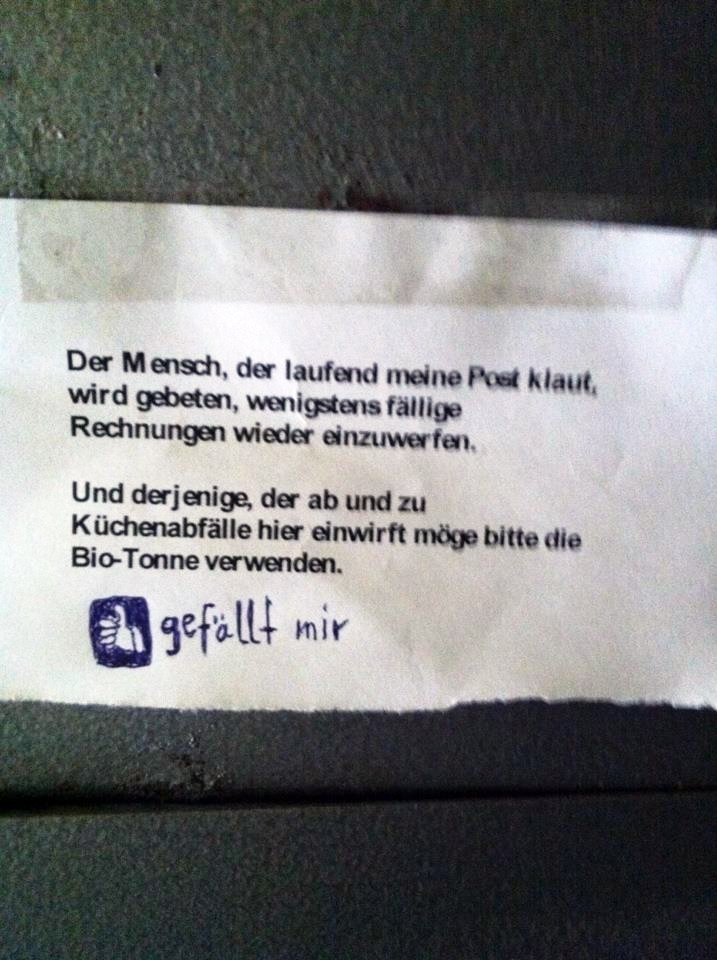 Der Mensch, der laufend meine Post klaut,
wird gebeten, wenigstens fällige
Rechnungen wieder einzuwerfen.
Und derjenige, der ab und zu
Küchenabfälle hier einwirft möge bitte die
Bio-Tonne verwenden.
gefällt mir